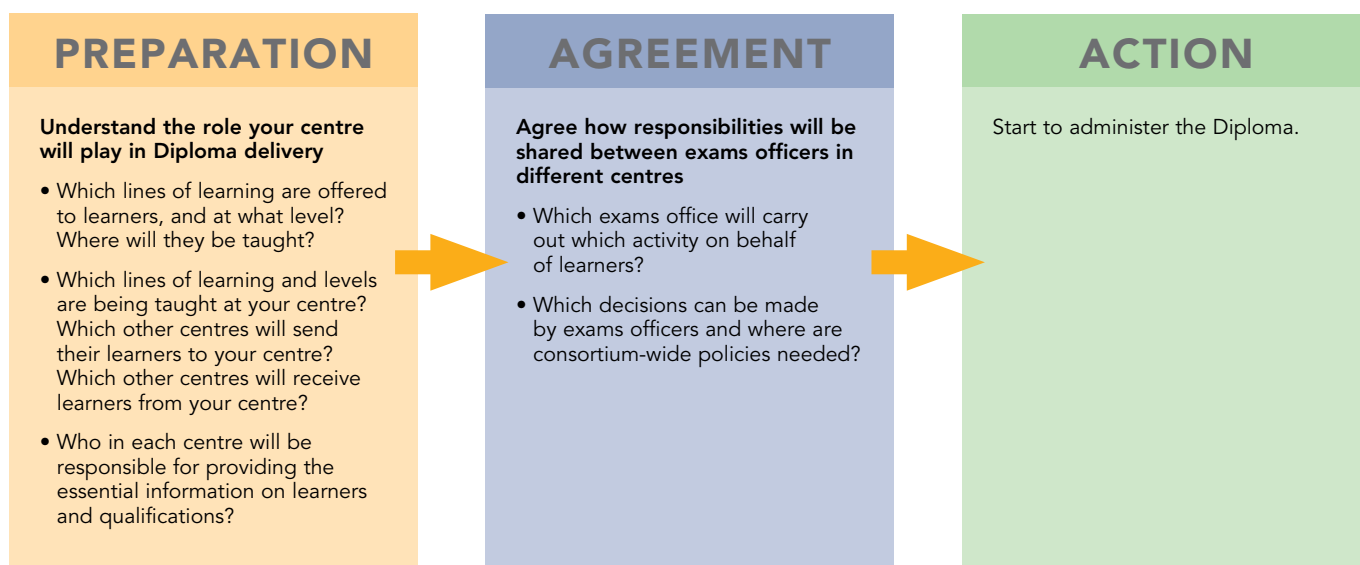 PREPARATION
Understand the role your centre
will play in Diploma delivery
• Which lines of learning are offered
to learners, and at what level?
Where will they be taught?
• Which lines of learning and levels
are being taught at your centre?
Which other centres will send
their learners to your centre?
Which other centres will receive
learners from your centre?
• Who in each centre will be
responsible for providing the
essential information on learners
and qualifications?
AGREEMENT
Agree how responsibilities will be
shared between exams officers in
different centres
• Which exams office will carry
out which activity on behalf
of learners?
• Which decisions can be made
by exams officers and where are
consortium-wide policies needed?
ACTION
Start to administer the Diploma.